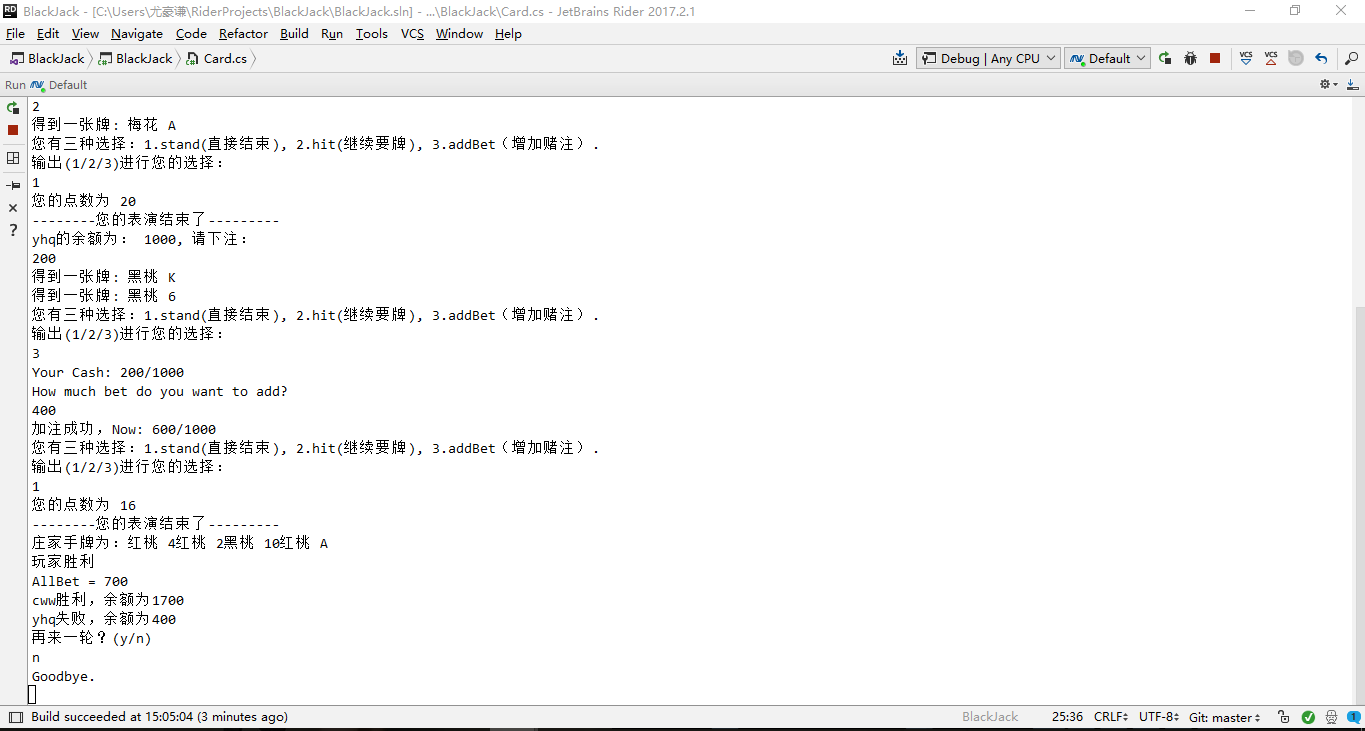 BlackJack - [C:\Users\尤豪谦\RiderProjects\BlackJack\BlackJack.sln] - ...\BlackJack\Card.cs - JetBrains Rider 2017.2.1
File Edit View Navigate Code Refactor Build Run Tools VCS Window Help
BlackJack BlackJack Card.cs Debug | Any CPU Default VCS VCS
Run Default
2
得到一张牌: 梅花 A
您有三种选择: 1.stand(直接结束), 2.hit(继续要牌), 3.addBet（增加赌注）.
输出(1/2/3)进行您的选择:
1
您的点数为 20
--------您的表演结束了---------
yhq的余额为: 1000, 请下注:
200
得到一张牌: 黑桃 K
得到一张牌: 黑桃 6
您有三种选择: 1.stand(直接结束), 2.hit(继续要牌), 3.addBet（增加赌注）.
输出(1/2/3)进行您的选择:
3
Your Cash: 200/1000
How much bet do you want to add?
400
加注成功, Now: 600/1000
您有三种选择: 1.stand(直接结束), 2.hit(继续要牌), 3.addBet（增加赌注）.
输出(1/2/3)进行您的选择:
1
您的点数为 16
--------您的表演结束了---------
庄家手牌为: 红桃 4红桃 2黑桃 10红桃 A
玩家胜利
AllBet = 700
cww胜利, 余额为1700
yhq失败, 余额为400
再来一轮? (y/n)
n
Goodbye.
Build succeeded at 15:05:04 (3 minutes ago) BlackJack 25:36 CRLF UTF-8 Git: master 1